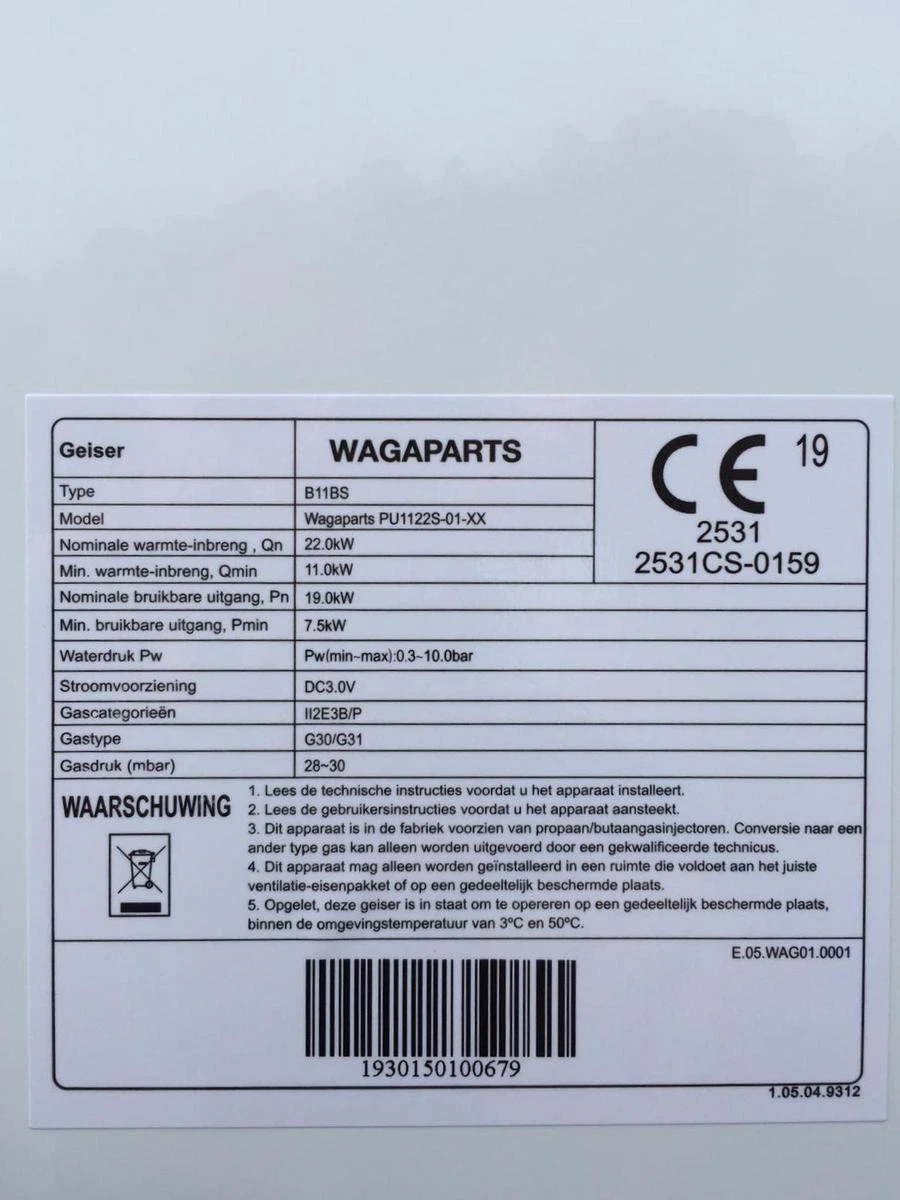 Geiser WAGAPARTS
CE 19
2531
2531CS-0159
Type B11BS
Model Wagaparts PU1122S-01-XX
Nominale warmte-inbreng , Qn 22.0kW
Min. warmte-inbreng, Qmin 11.0kW
Nominale bruikbare uitgang, Pn 19.0kW
Min. bruikbare uitgang, Pmin 7.5kW
Waterdruk Pw Pw(min~max):0.3~10.0bar
Stroomvoorziening DC3.0V
Gascategorieën II2E3B/P
Gastype G30/G31
Gasdruk (mbar) 28~30
WAARSCHUWING
1. Lees de technische instructies voordat u het apparaat installeert.
2. Lees de gebruikersinstructies voordat u het apparaat aansteekt.
3. Dit apparaat is in de fabriek voorzien van propaan/butaangasinjectoren. Conversie naar een
ander type gas kan alleen worden uitgevoerd door een gekwalificeerde technicus.
4. Dit apparaat mag alleen worden geïnstalleerd in een ruimte die voldoet aan het juiste
ventilatie-eisenpakket of op een gedeeltelijk beschermde plaats.
5. Opgelet, deze geiser is in staat om te opereren op een gedeeltelijk beschermde plaats,
binnen de omgevingstemperatuur van 3ºC en 50ºC.
E.05.WAG01.0001
1930150100679
1.05.04.9312